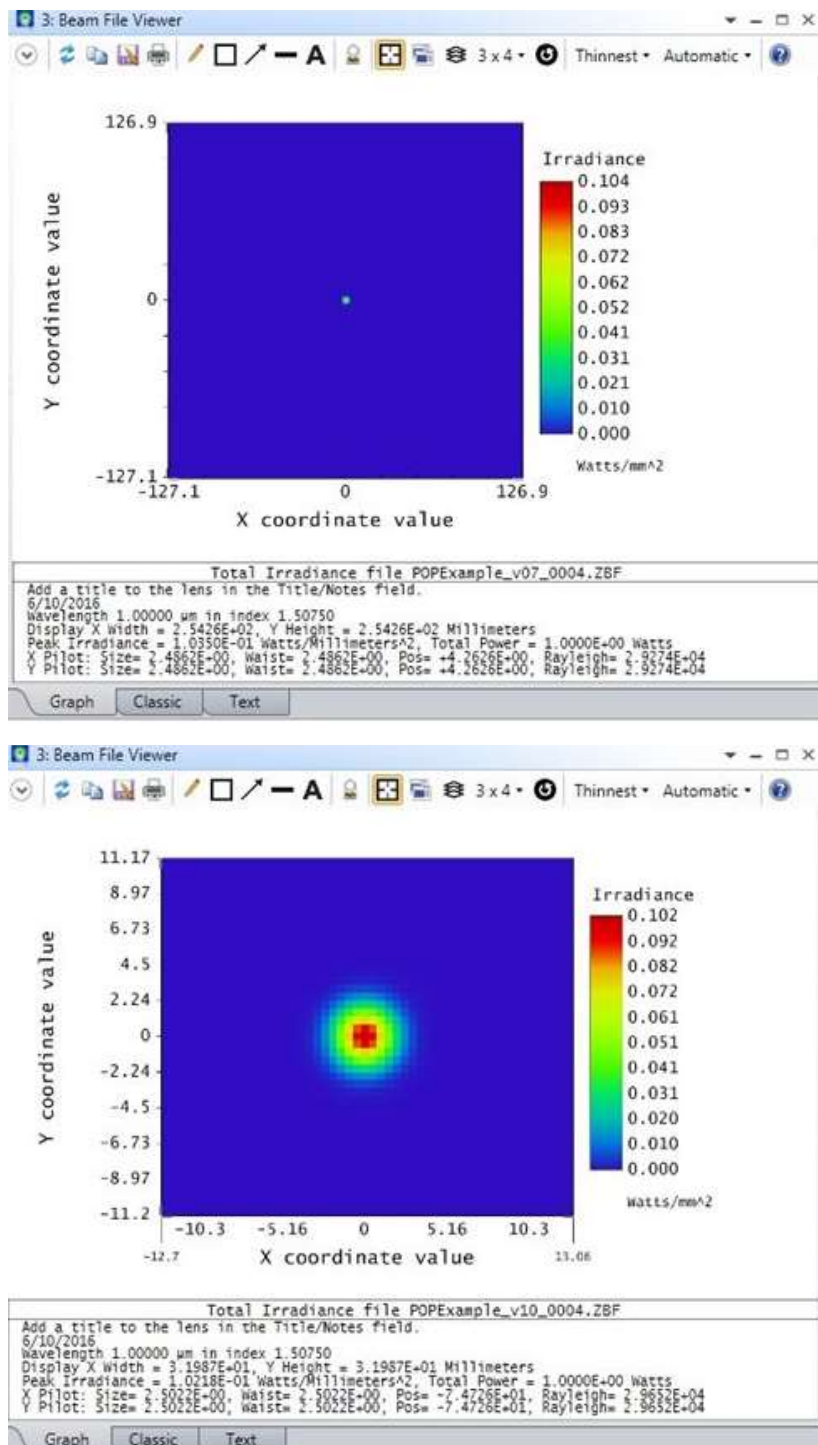 3: Beam File Viewer
A 3 x 4 Thinnest Automatic
126.9
Irradiance
0.104
0.093
0.083
0.072
0.062
0.052
0.041
0.031
0.021
0.010
0.000
Watts/mm^2
Y coordinate value
0
-127.1
-127.1 0 126.9
X coordinate value
Total Irradiance file POPExample_v07_0004.ZBF
Add a title to the lens in the Title/Notes field.
6/10/2016
Wavelength 1.00000 µm in index 1.50750
Display X Width = 2.5426E+02, Y Height = 2.5426E+02 Millimeters
Peak Irradiance = 1.0350E-01 Watts/Millimeters^2, Total Power = 1.0000E+00 Watts
X Pilot: Size= 2.4862E+00, Waist= 2.4862E+00, Pos= +4.2626E+00, Rayleigh= 2.9274E+04
Y Pilot: Size= 2.4862E+00, Waist= 2.4862E+00, Pos= +4.2626E+00, Rayleigh= 2.9274E+04
Graph Classic Text
3: Beam File Viewer
A 3 x 4 Thinnest Automatic
11.17
8.97
6.73
4.5
2.24
0
-2.24
-4.5
-6.73
-8.97
-11.2
Y coordinate value
Irradiance
0.102
0.092
0.082
0.072
0.061
0.051
0.041
0.031
0.020
0.010
0.000
Watts/mm^2
-10.3 -5.16 0 5.16 10.3
-12.7 X coordinate value 13.06
Total Irradiance file POPExample_v10_0004.ZBF
Add a title to the lens in the Title/Notes field.
6/10/2016
Wavelength 1.00000 µm in index 1.50750
Display X Width = 3.1987E+01, Y Height = 3.1987E+01 Millimeters
Peak Irradiance = 1.0218E-01 Watts/Millimeters^2, Total Power = 1.0000E+00 Watts
X Pilot: Size= 2.5022E+00, Waist= 2.5022E+00, Pos= -7.4726E+01, Rayleigh= 2.9652E+04
Y Pilot: Size= 2.5022E+00, Waist= 2.5022E+00, Pos= -7.4726E+01, Rayleigh= 2.9652E+04
Graph Classic Text